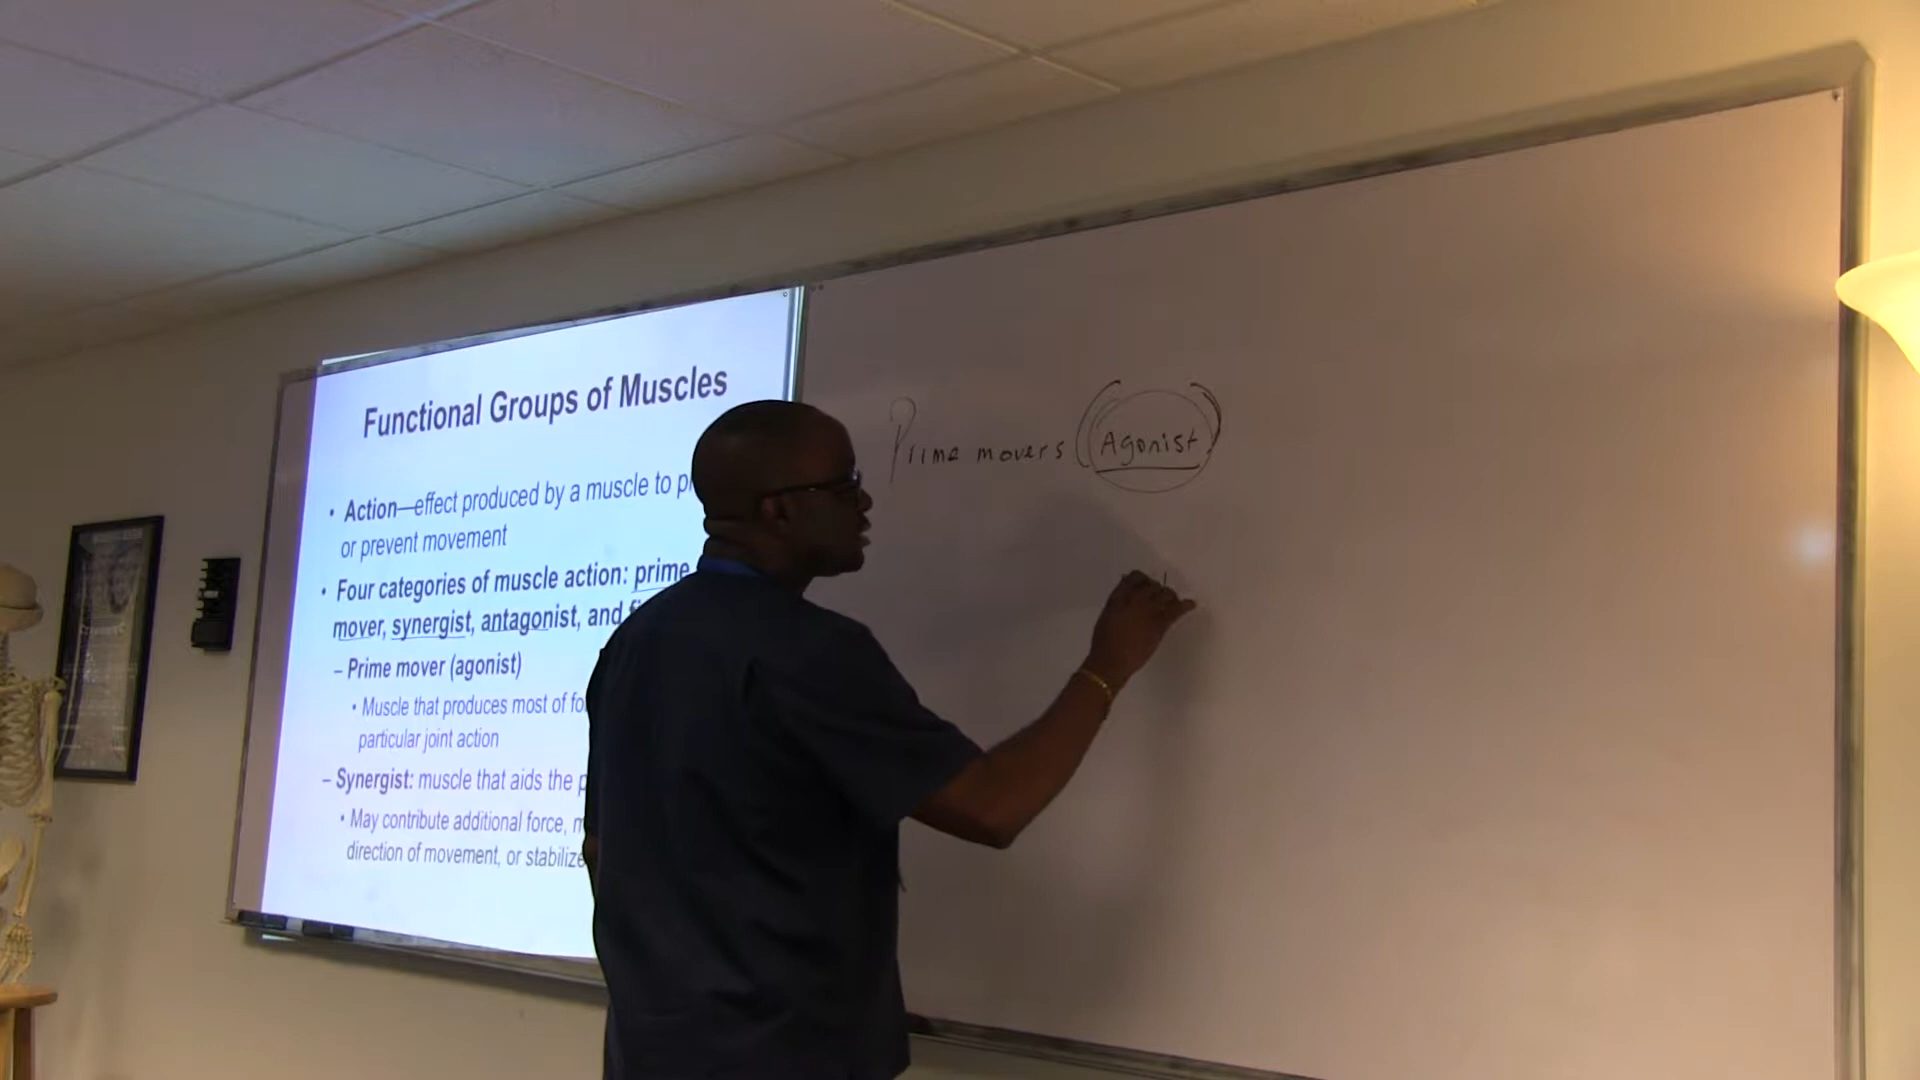 Functional Groups of Muscles
• Action—effect produced by a muscle to
or prevent movement
• Four categories of muscle action: prime
mover, synergist, antagonist, and
– Prime mover (agonist)
• Muscle that produces most of
particular joint action
– Synergist: muscle that aids the
• May contribute additional force,
direction of movement, or stabilize
Prime movers (Agonist)